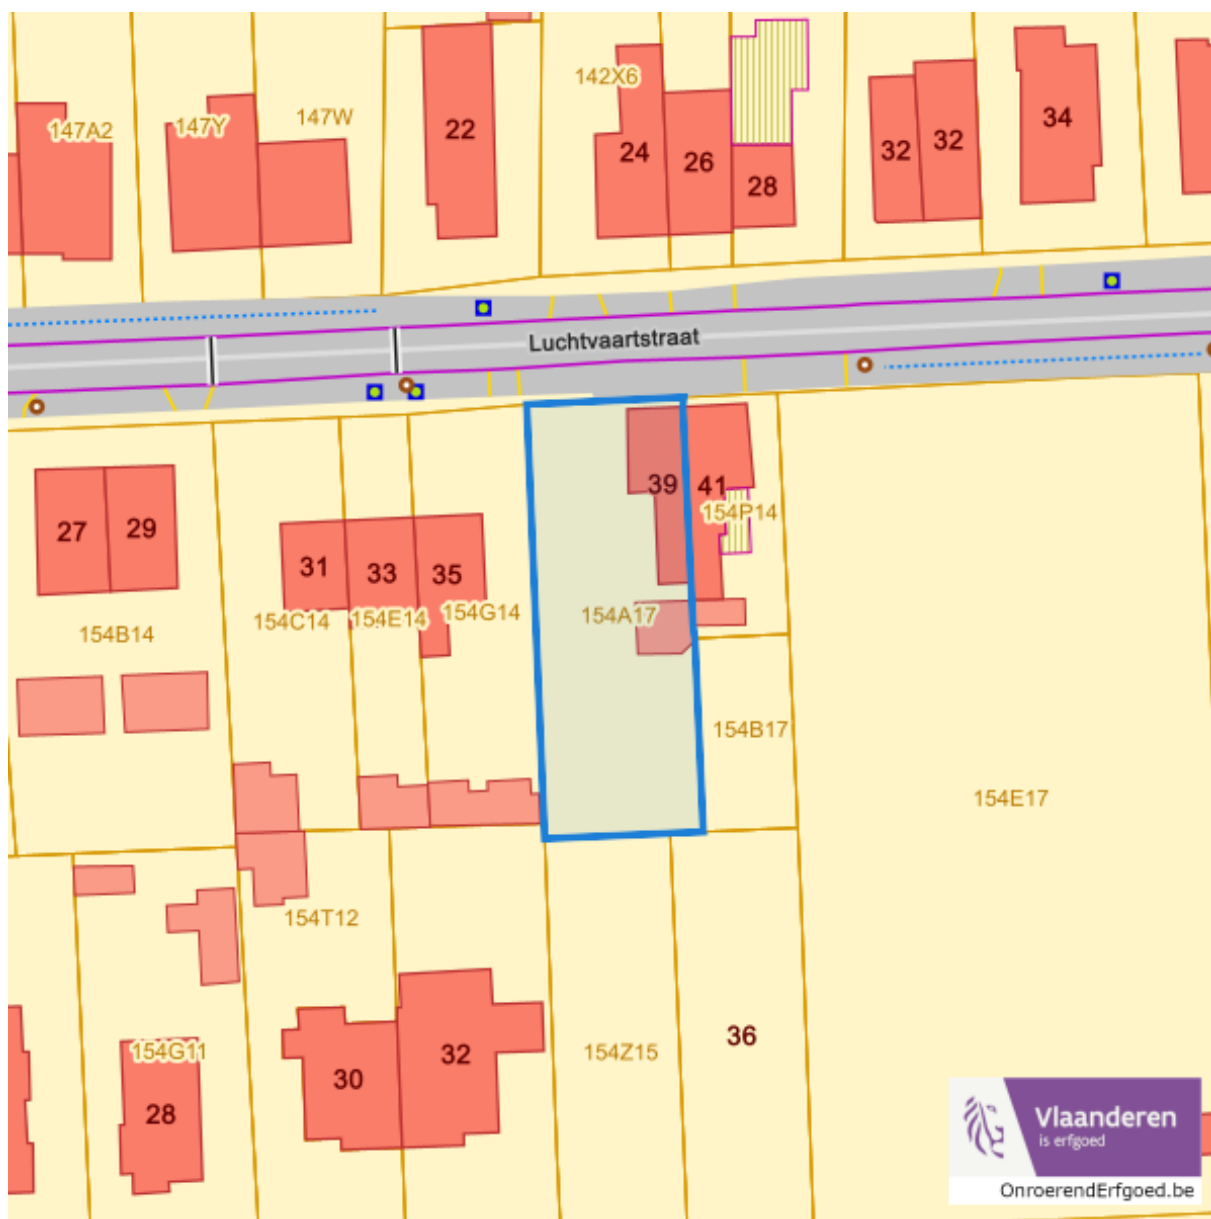 142X6
147A2
147Y
147W
22
24
26
28
32
32
34
Luchtvaartstraat
27
29
31
33
35
39
41
154P14
154B14
154C14
154E14
154G14
154A17
154B17
154E17
154T12
154G11
28
30
32
154Z15
36
Vlaanderen
is erfgoed
OnroerendErfgoed.be